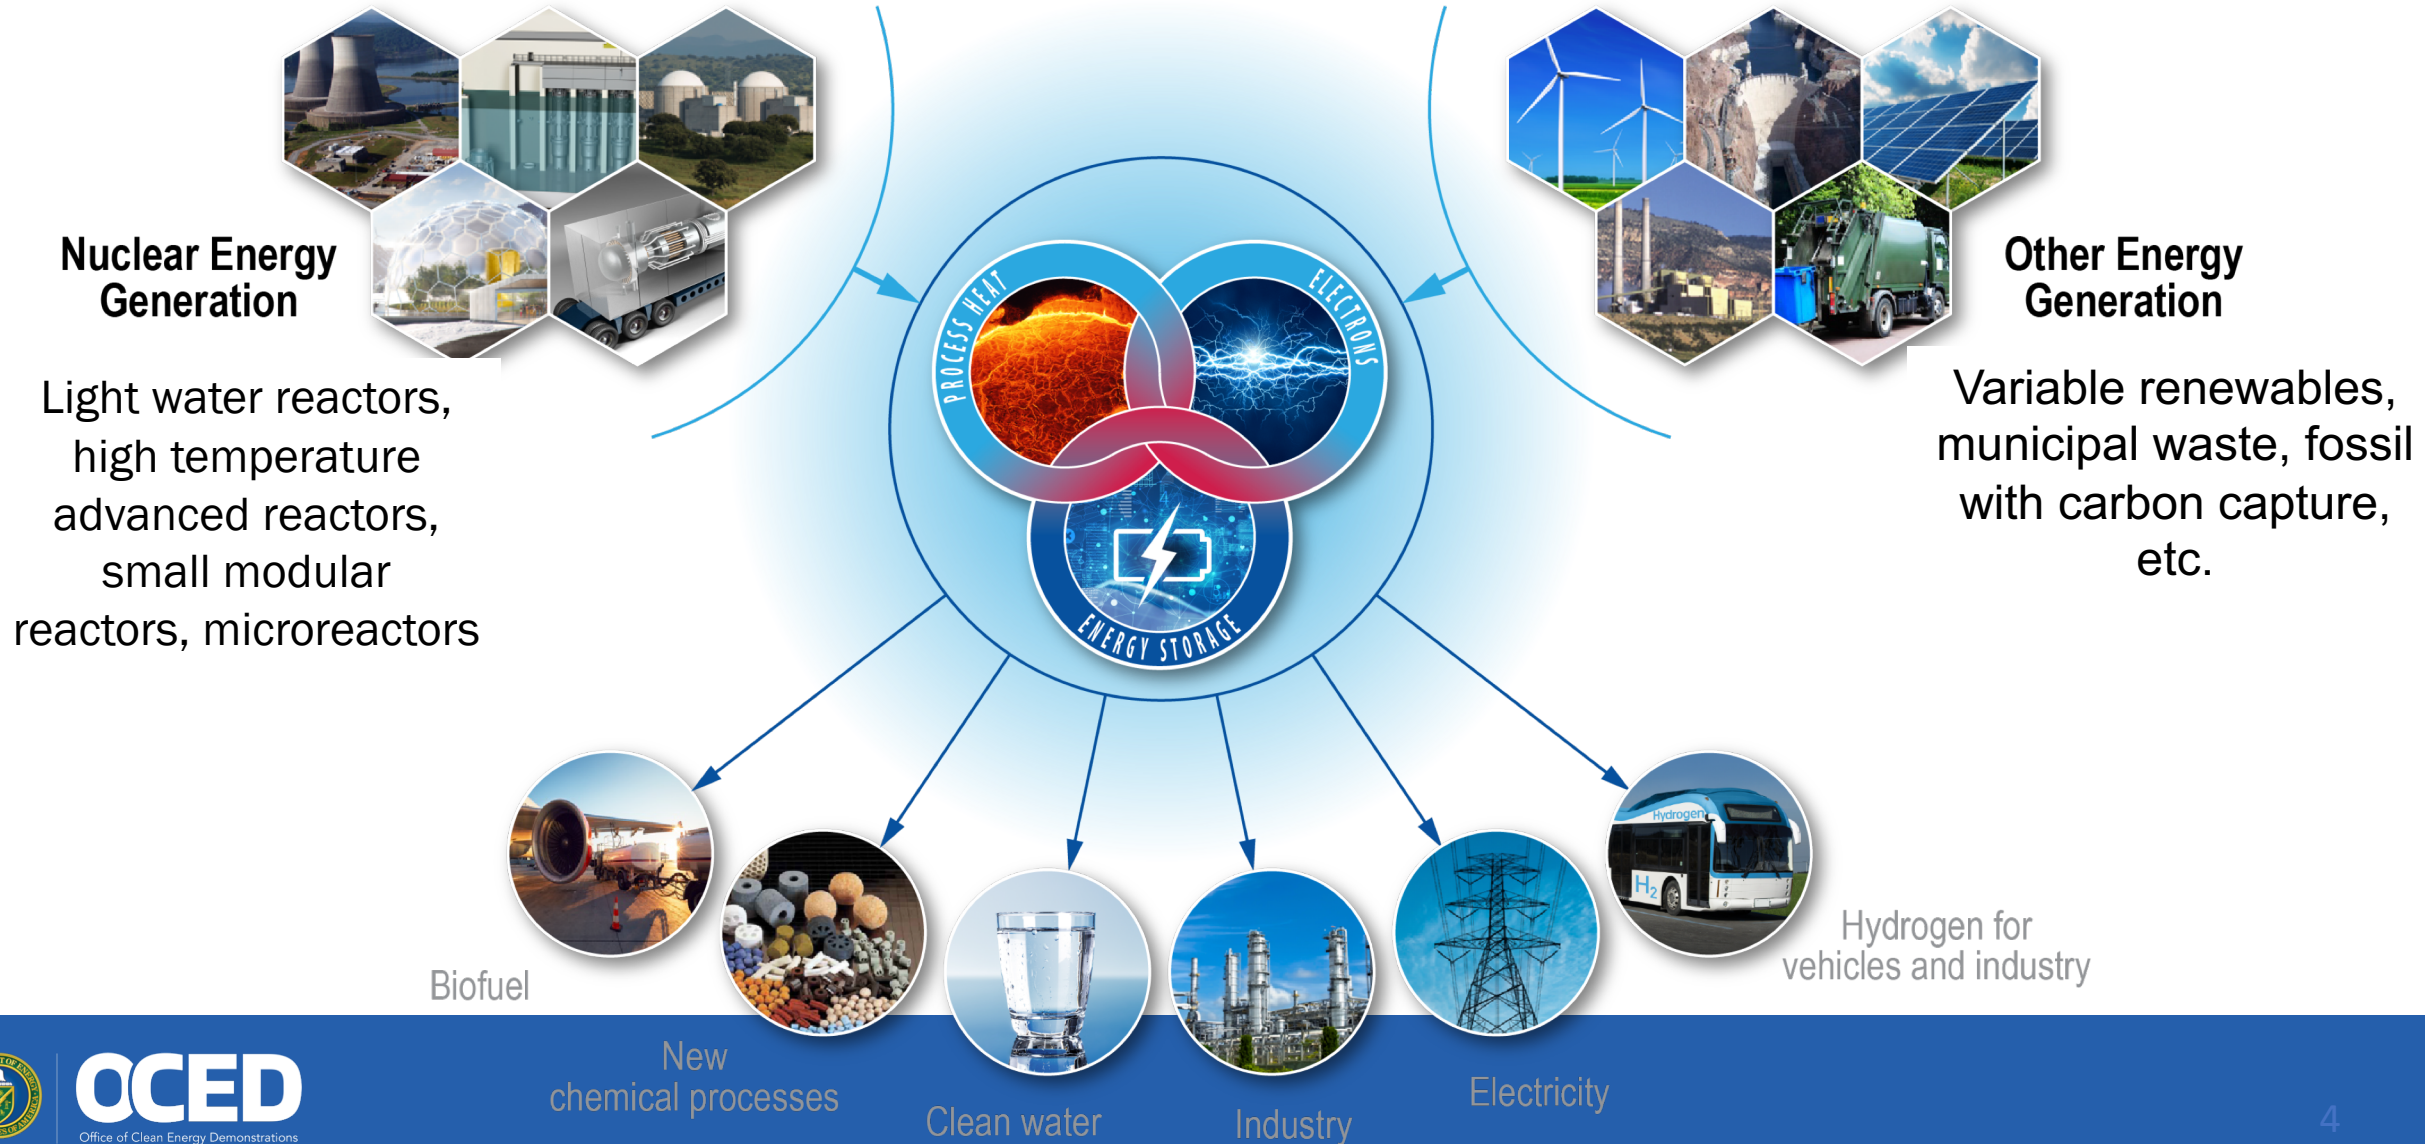 Nuclear Energy
Generation
Light water reactors,
high temperature
advanced reactors,
small modular
reactors, microreactors
PROCESS HEAT
ELECTRONS
ENERGY STORAGE
Other Energy
Generation
Variable renewables,
municipal waste, fossil
with carbon capture,
etc.
Hydrogen
H2
Biofuel
New
chemical processes
Clean water
Industry
Electricity
Hydrogen for
vehicles and industry
OCED
Office of Clean Energy Demonstrations
4